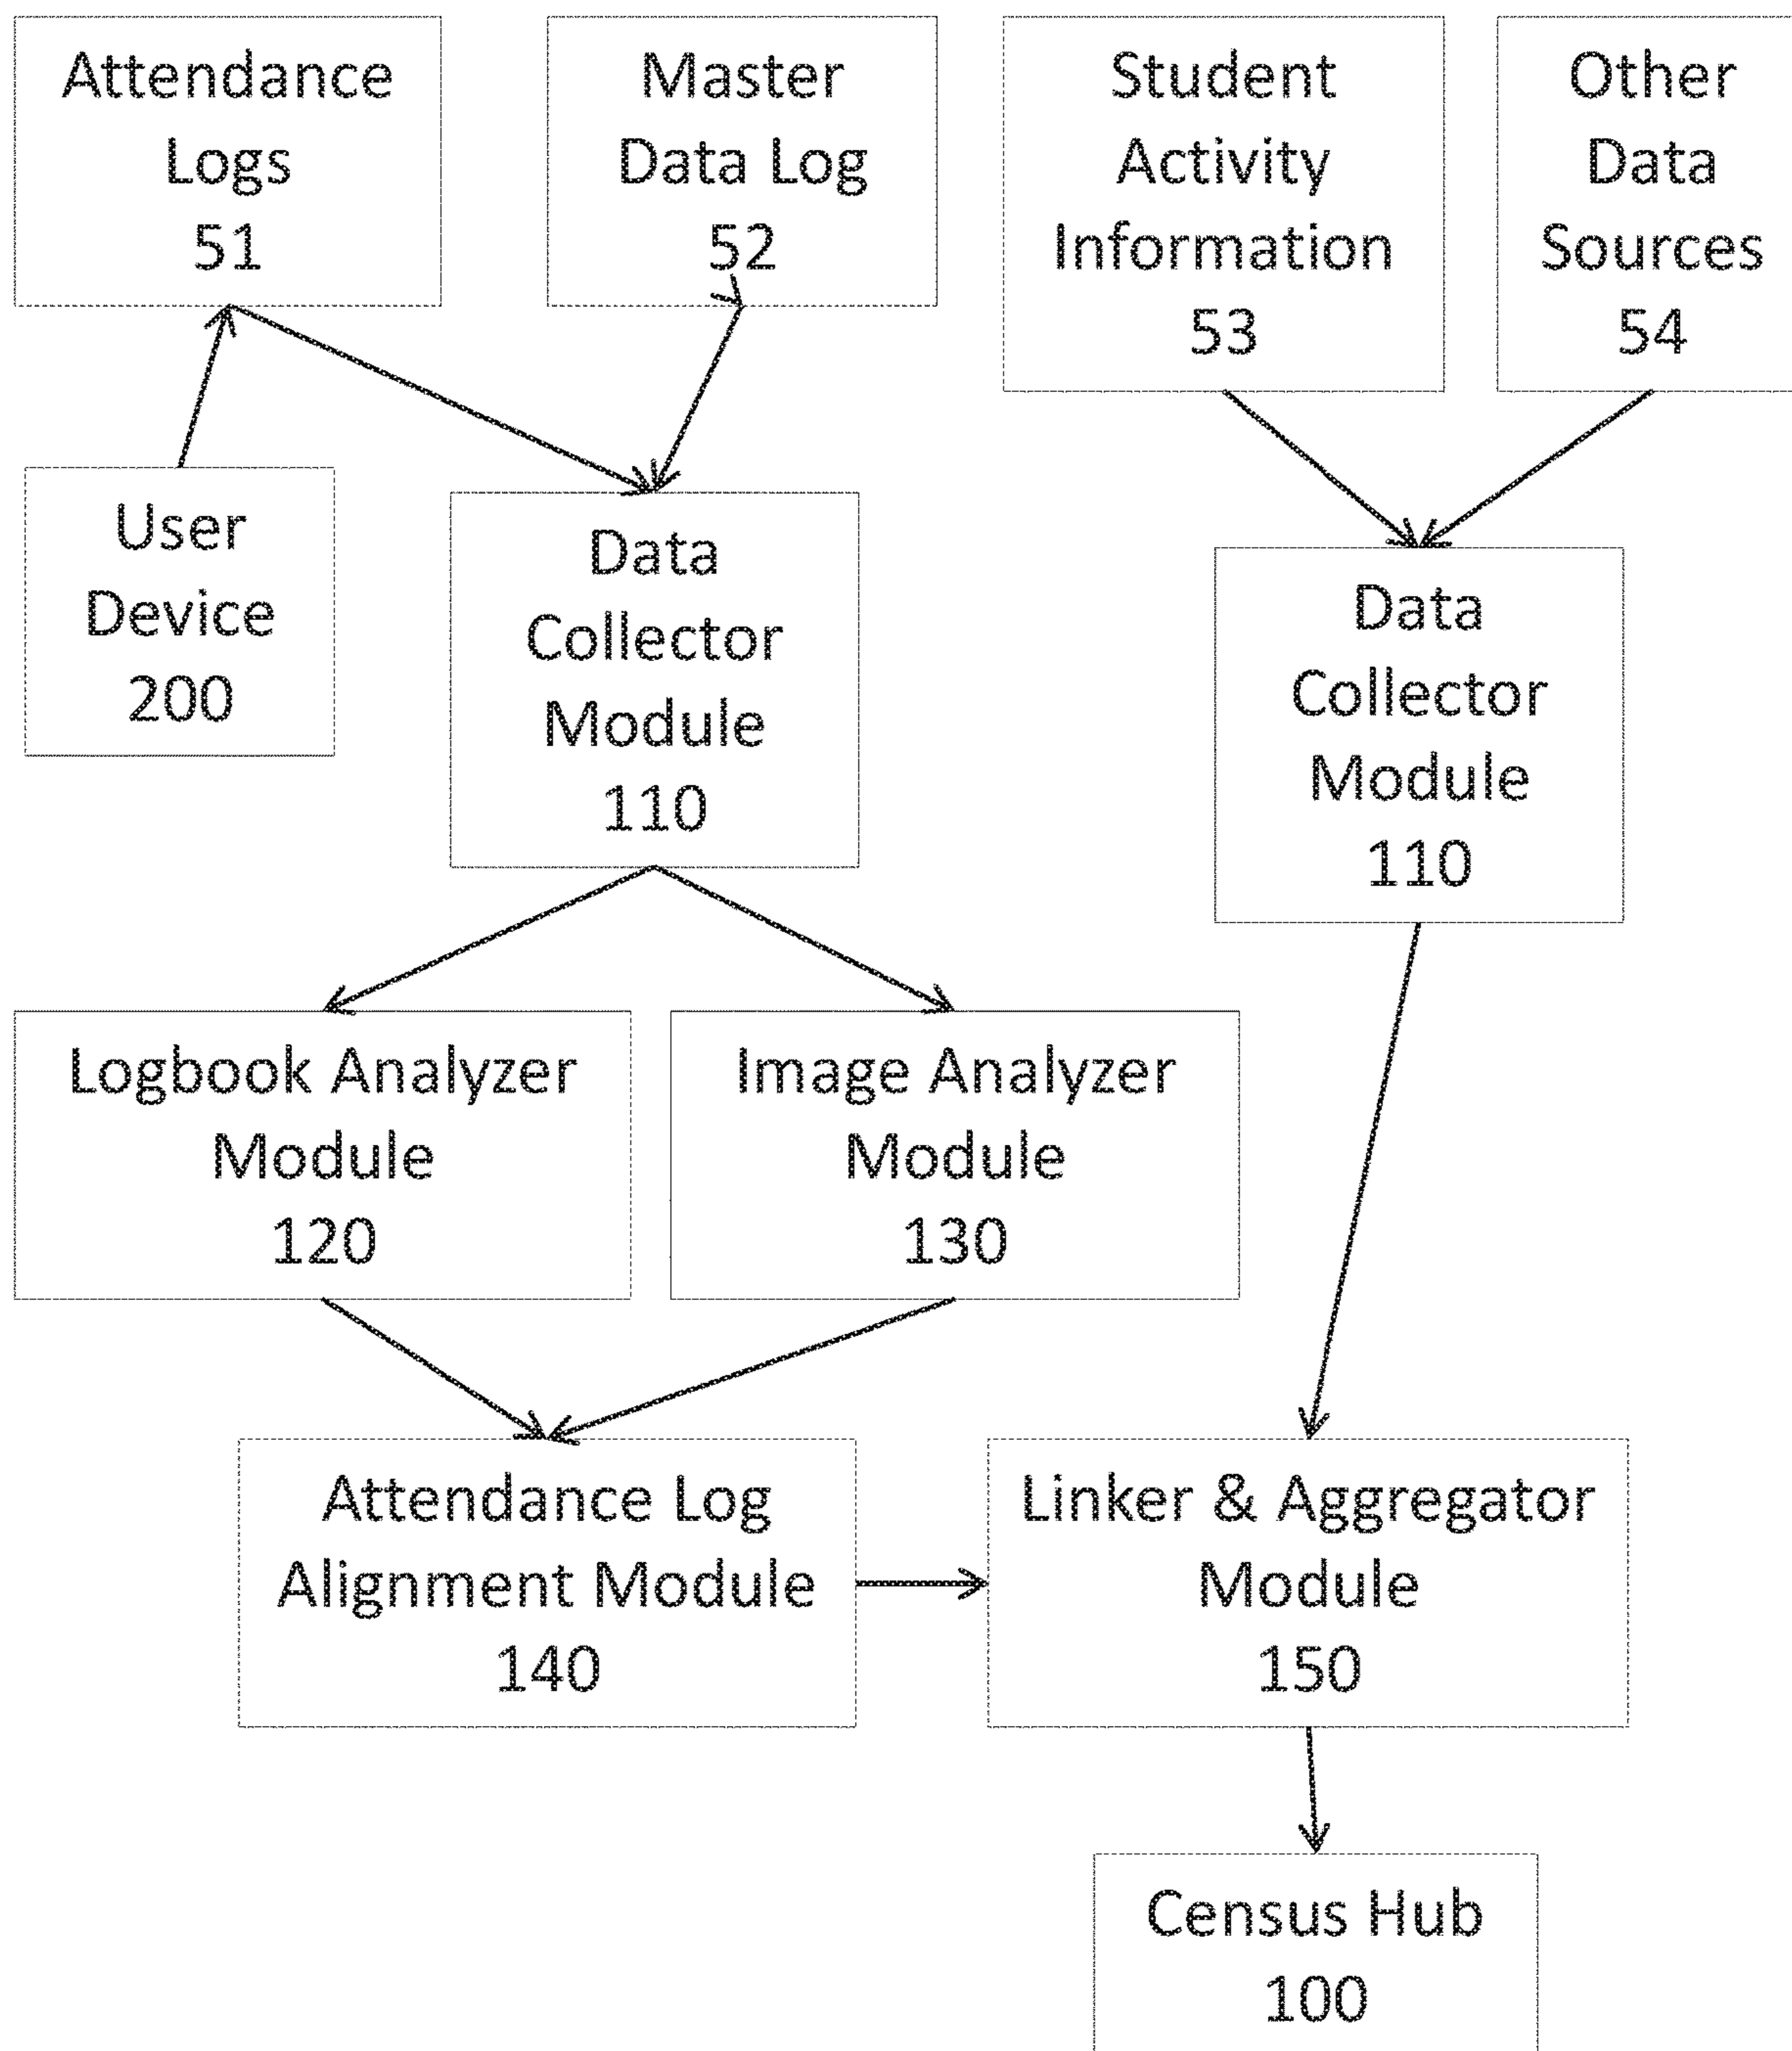 Attendance
Logs
51
Master
Data Log
52
Student
Activity
Information
53
Other
Data
Sources
54
User
Device
200
Data
Collector
Module
110
Data
Collector
Module
110
Logbook Analyzer
Module
120
Image Analyzer
Module
130
Attendance Log
Alignment Module
140
Linker & Aggregator
Module
150
Census Hub
100